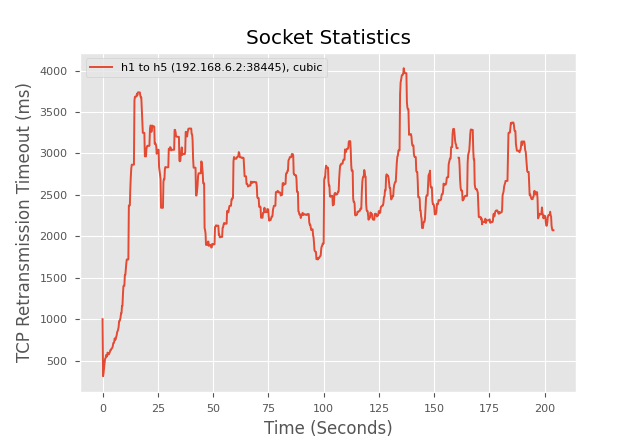 Socket Statistics
h1 to h5 (192.168.6.2:38445), cubic
TCP Retransmission Timeout (ms)
4000
3500
3000
2500
2000
1000
500
0 25 50 75 100 125 150 175 200
Time (Seconds)